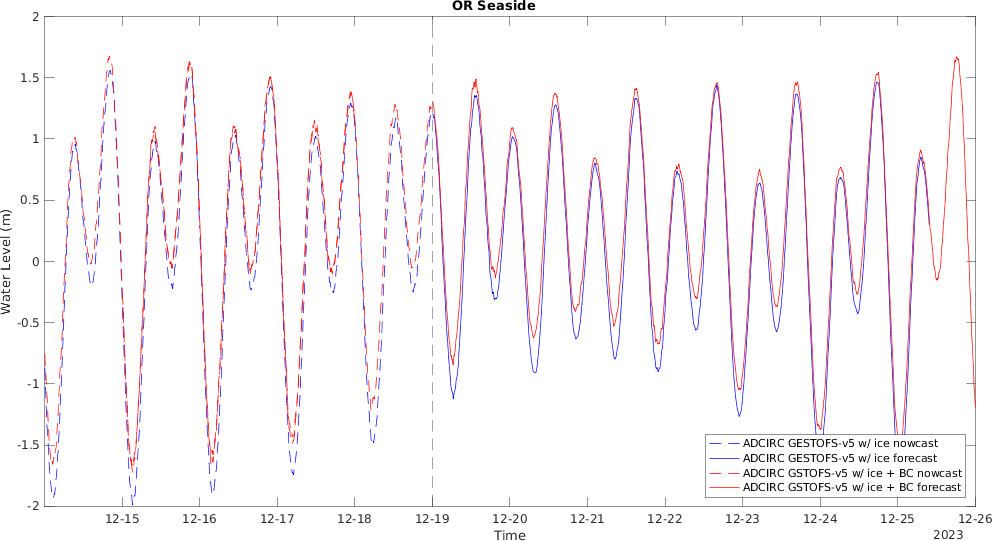 OR Seaside
2
1.5
1
0.5
0
-0.5
-1
-1.5
-2
Water Level (m)
12-15 12-16 12-17 12-18 12-19 12-20 12-21 12-22 12-23 12-24 12-25 12-26
Time
2023
ADCIRC GESTOFS-v5 w/ ice nowcast
ADCIRC GESTOFS-v5 w/ ice forecast
ADCIRC GSTOFS-v5 w/ ice + BC nowcast
ADCIRC GSTOFS-v5 w/ ice + BC forecast